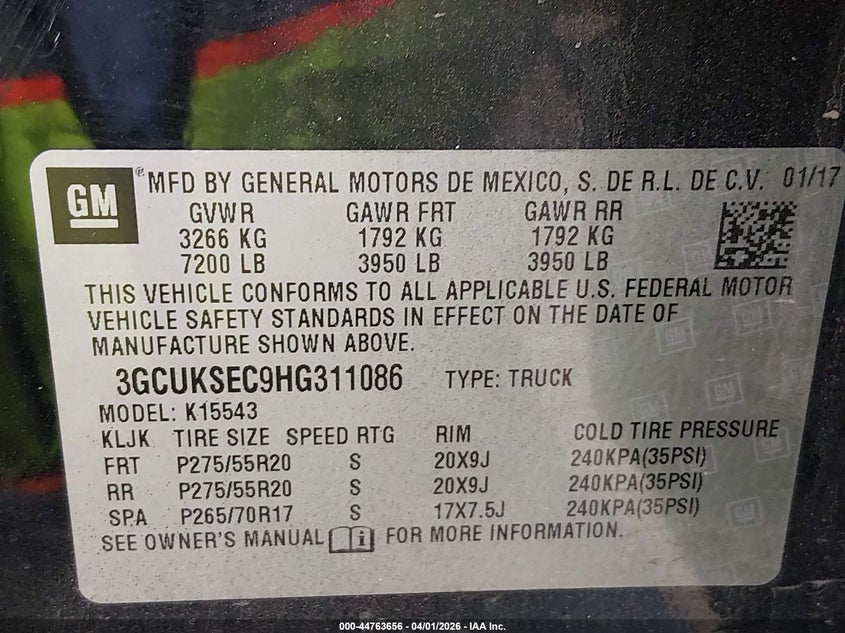 GM ® MFD BY GENERAL MOTORS DE MEXICO, S. DE R.L. DE C.V. 01/17
GVWR GAWR FRT GAWR RR
3266 KG 1792 KG 1792 KG
7200 LB 3950 LB 3950 LB
THIS VEHICLE CONFORMS TO ALL APPLICABLE U.S. FEDERAL MOTOR
VEHICLE SAFETY STANDARDS IN EFFECT ON THE DATE OF
MANUFACTURE SHOWN ABOVE.
3GCUKSEC9HG311086 TYPE: TRUCK
MODEL: K15543
KLJK TIRE SIZE SPEED RTG RIM COLD TIRE PRESSURE
FRT P275/55R20 S 20X9J 240KPA(35PSI)
RR P275/55R20 S 20X9J 240KPA(35PSI)
SPA P265/70R17 S 17X7.5J 240KPA(35PSI)
SEE OWNER'S MANUAL i FOR MORE INFORMATION.
000-44763656 - 04/01/2026 - IAA Inc.